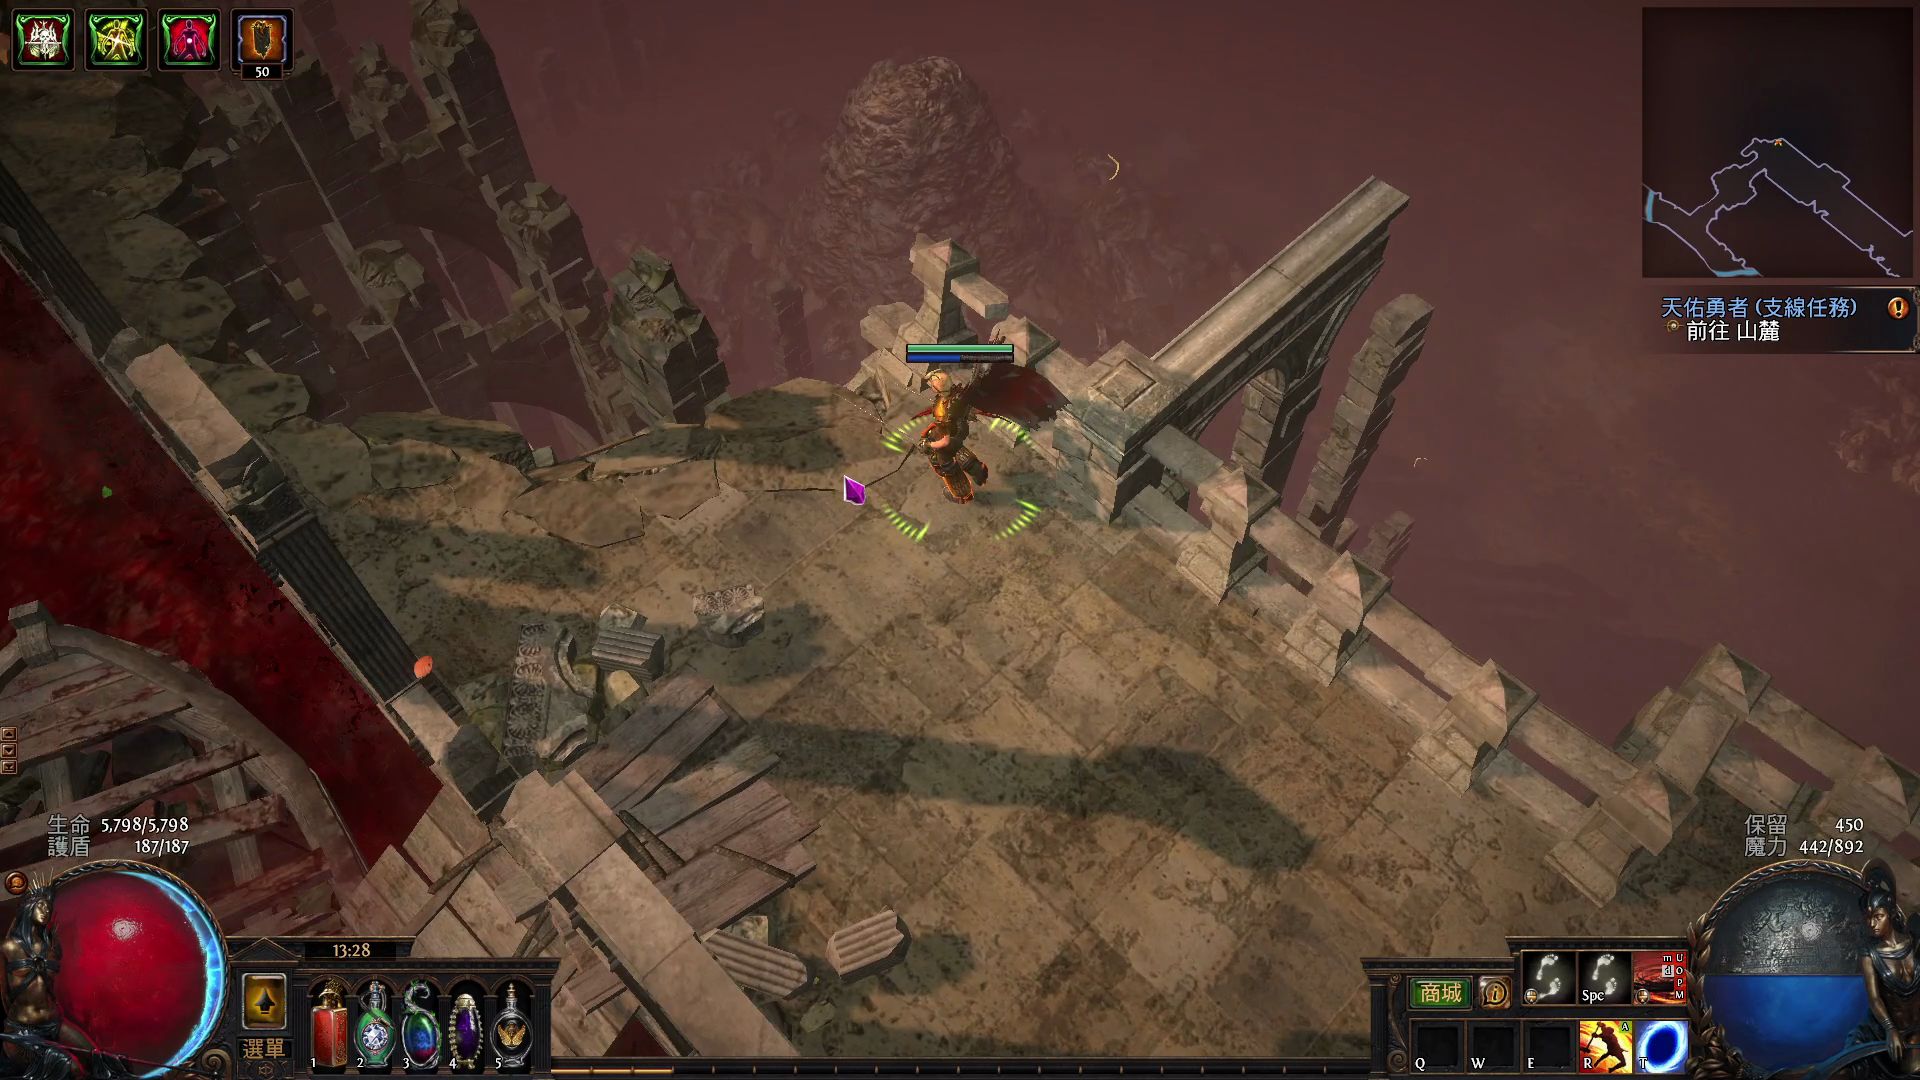 50
天佑勇者 (支線任務)
前往 山麓
生命 5,798/5,798
護盾 187/187
保留 450
魔力 442/892
13:28
選單
1 2 3 4 5
商城
Spc
m U
d O
P
M
Q W E R T
A